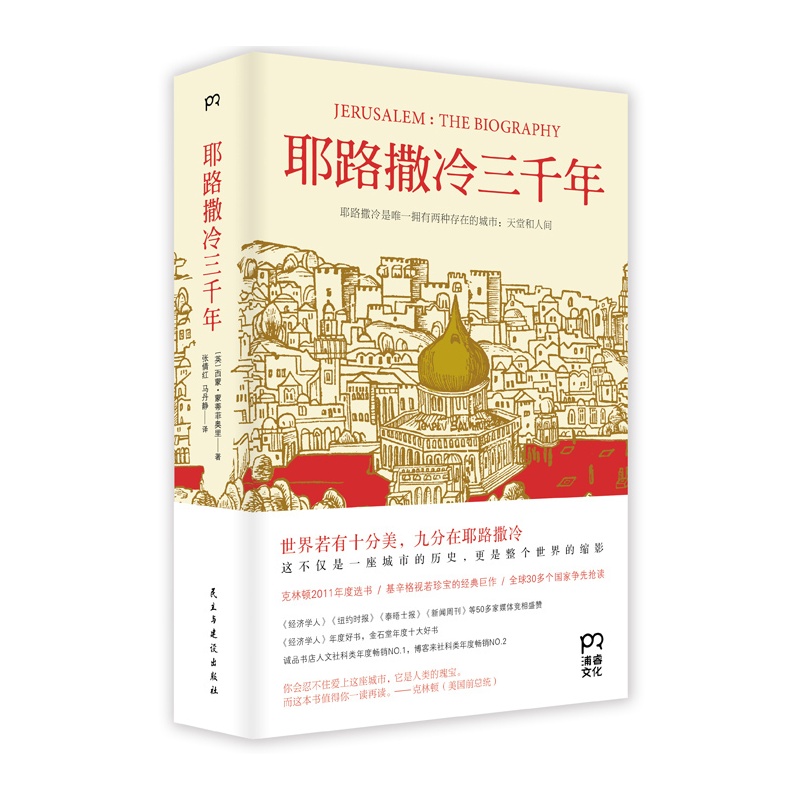 耶路撒冷三千年
[英]西蒙·蒙蒂菲奥里——著
张倩红 马丹静——译
民主与建设出版社
JERUSALEM : THE BIOGRAPHY
耶路撒冷三千年
耶路撒冷是唯一拥有两种存在的城市：天堂和人间
世界若有十分美，九分在耶路撒冷
这不仅是一座城市的历史，更是整个世界的缩影
克林顿2011年度选书 / 基辛格视若珍宝的经典巨作 / 全球30多个国家争先抢读
《经济学人》《纽约时报》《泰晤士报》《新闻周刊》等50多家媒体竞相盛赞
《经济学人》年度好书，金石堂年度十大好书
诚品书店人文社科类年度畅销NO.1，博客来社科类年度畅销NO.2
你会忍不住爱上这座城市，它是人类的瑰宝。
而这本书值得你一读再读。——克林顿（美国前总统）
浦睿
文化